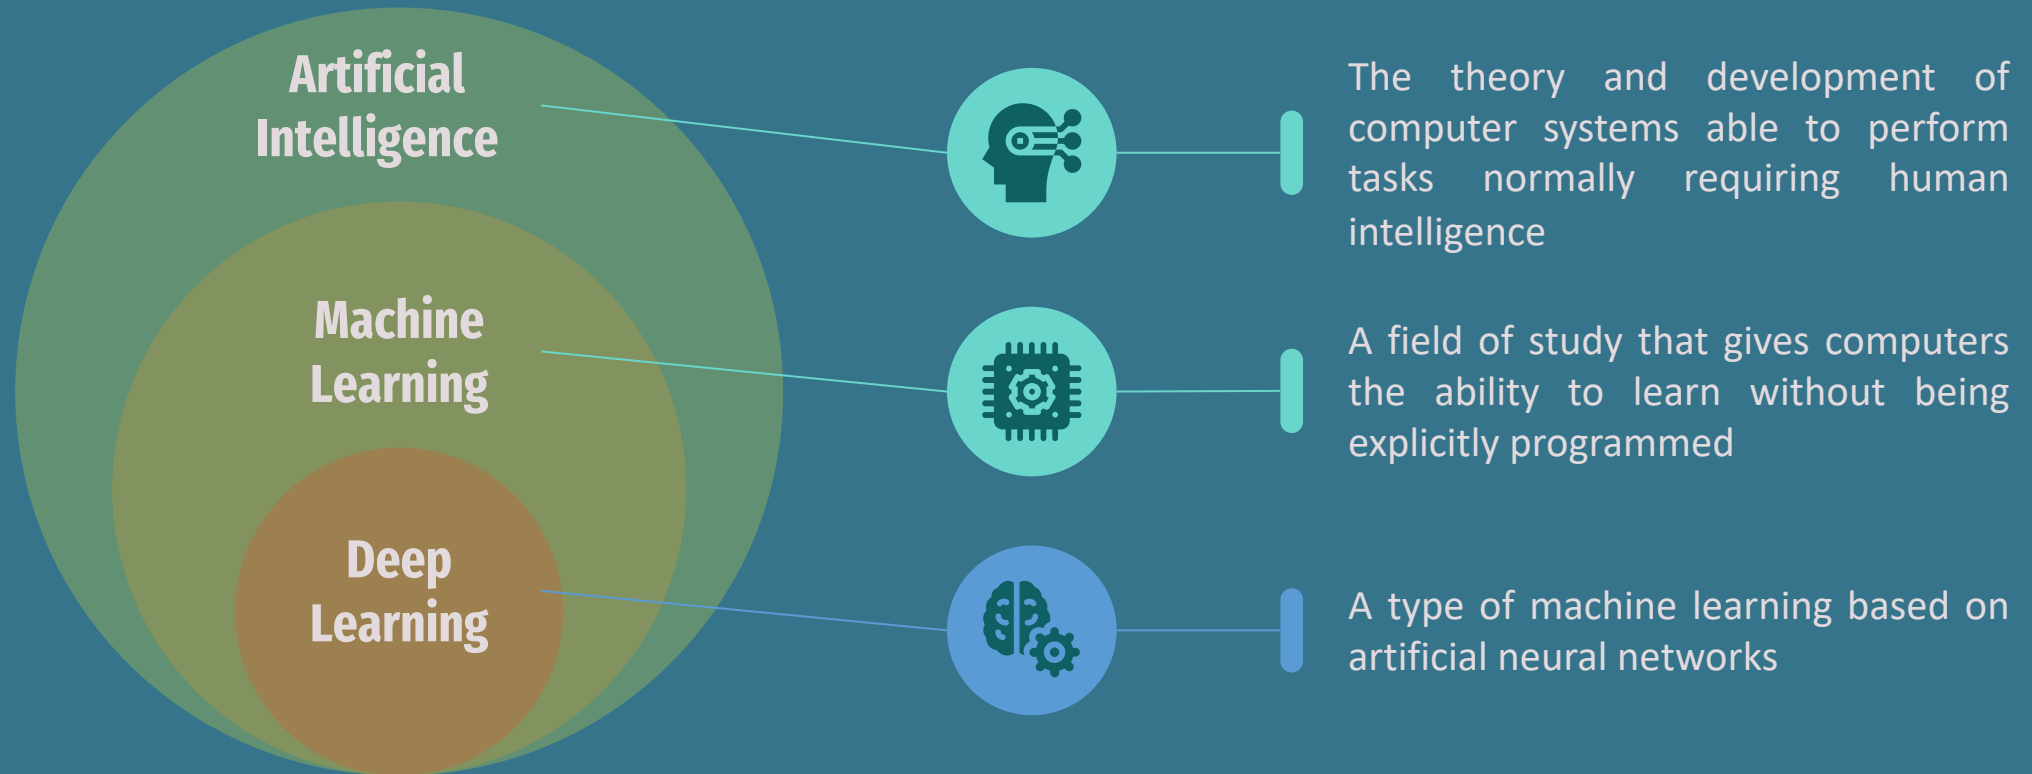 Artificial
Intelligence
The theory and development of
computer systems able to perform
tasks normally requiring human
intelligence
Machine
Learning
A field of study that gives computers
the ability to learn without being
explicitly programmed
Deep
Learning
A type of machine learning based on
artificial neural networks